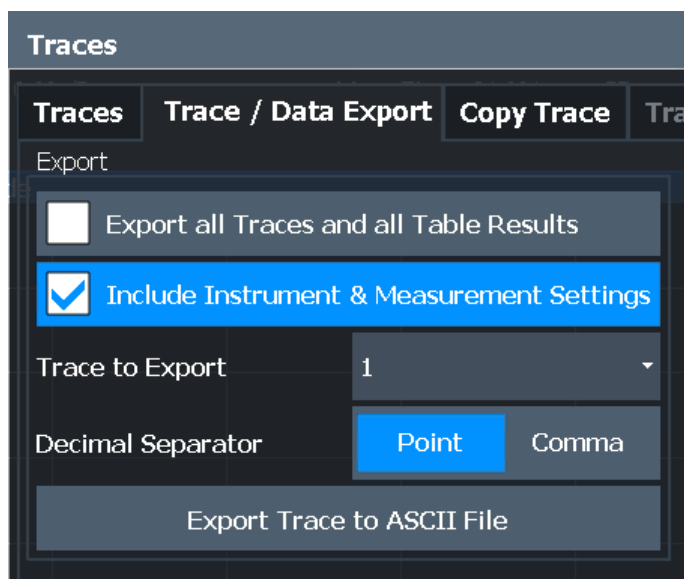 Traces
Traces Trace / Data Export Copy Trace Tra
Export
Export all Traces and all Table Results
Include Instrument & Measurement Settings
Trace to Export 1
Decimal Separator Point Comma
Export Trace to ASCII File